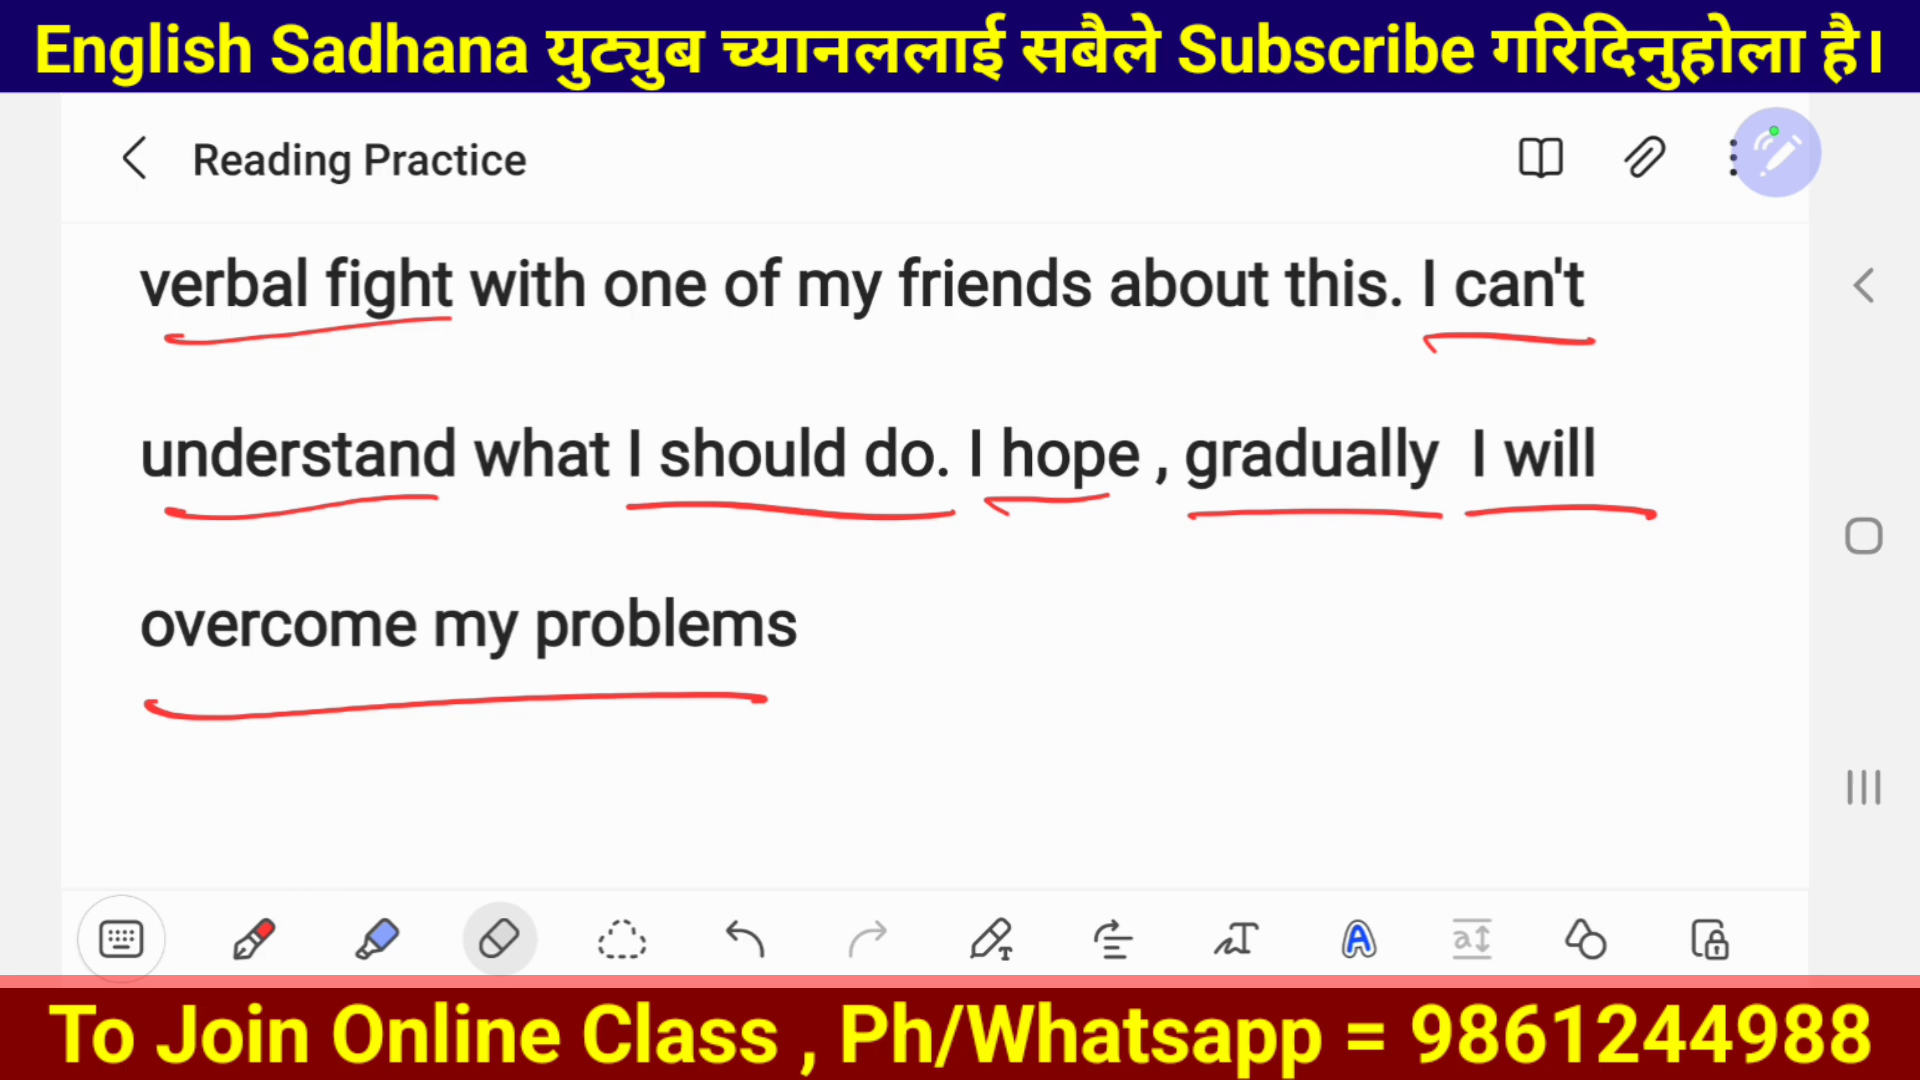 English Sadhana युट्युब च्यानललाई सबैले Subscribe गरिदिनुहोला है।
Reading Practice
verbal fight with one of my friends about this. I can't
understand what I should do. I hope , gradually I will
overcome my problems
To Join Online Class , Ph/Whatsapp = 9861244988